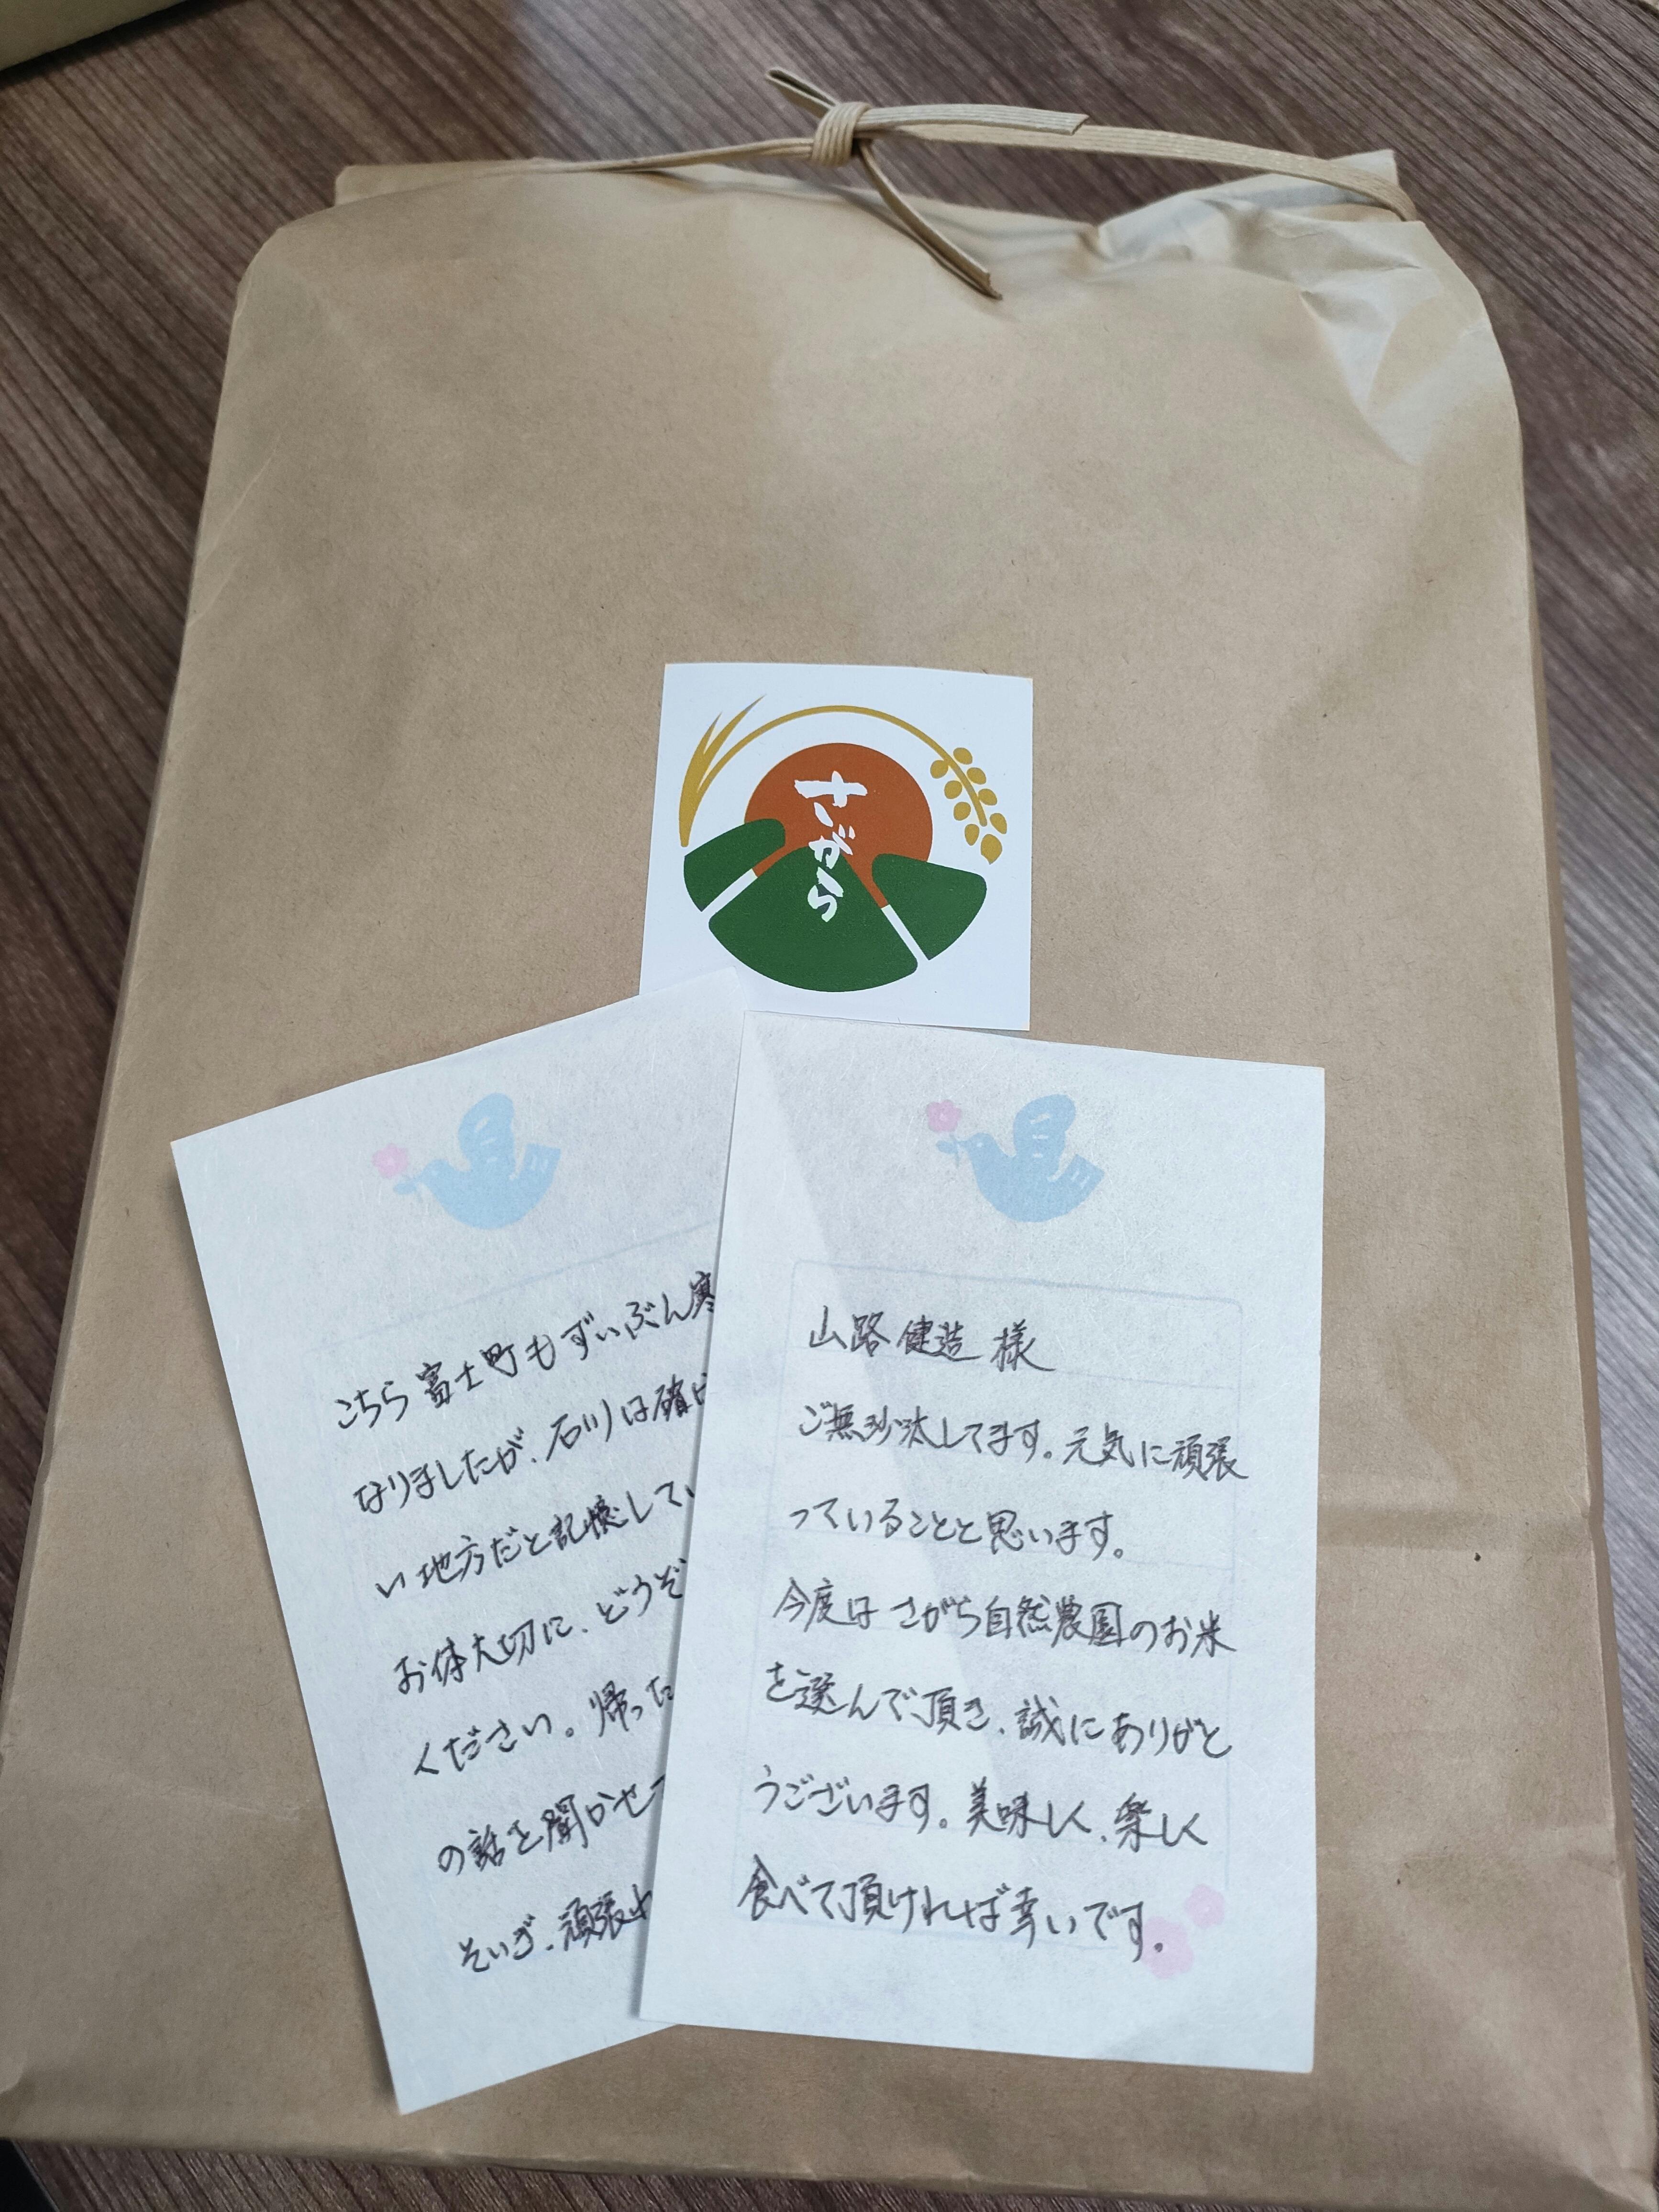 さがら
山路健造 様
ご無沙汰してます。元気に頑張
っていることと思います。
今度は さがら自然農園のお米
を選んで頂き、誠にありがと
うございます。美味しく、楽しく
食べて頂ければ幸いです。
こちら富士町もずいぶん寒
なりましたが、石川は確か
い地方だと記憶してい
お体大切に、どうぞ
ください。帰った
の話を聞かせて
そいぎ、頑張